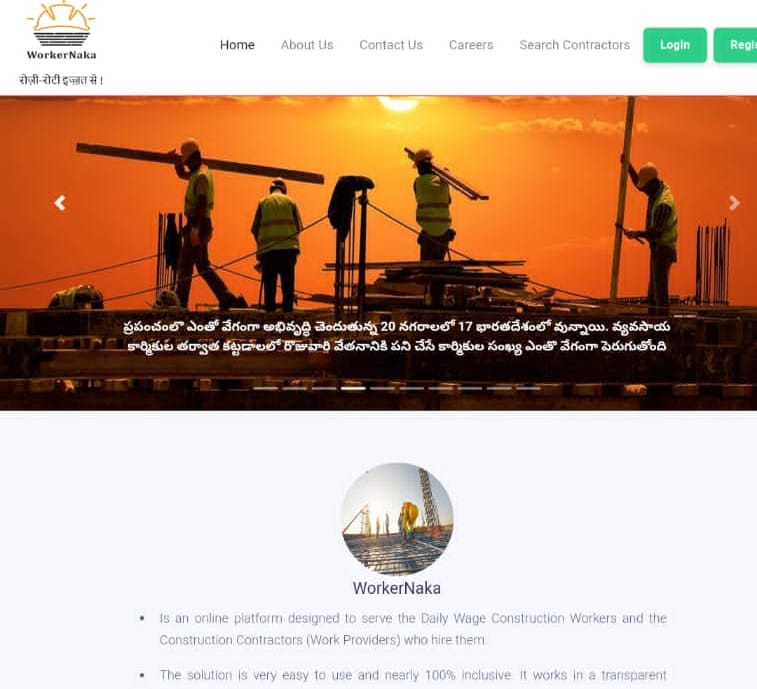 WorkerNaka
रोज़ी-रोटी इज़्ज़त से !
Home About Us Contact Us Careers Search Contractors Login Regis
ప్రపంచంలొ ఎంతో వేగంగా అభివృద్ధి చెందుతున్న 20 నగరాలలో 17 భారతదేశంలో వున్నాయి. వ్యవసాయ
కార్మికుల తర్వాత కట్టడాలలో రొజువారి వేతనానికి పని చేసే కార్మికుల సంఖ్య ఎంతొ వేగంగా పెరుగుతోంది
WorkerNaka
• Is an online platform designed to serve the Daily Wage Construction Workers and the
Construction Contractors (Work Providers) who hire them.
• The solution is very easy to use and nearly 100% inclusive. It works in a transparent